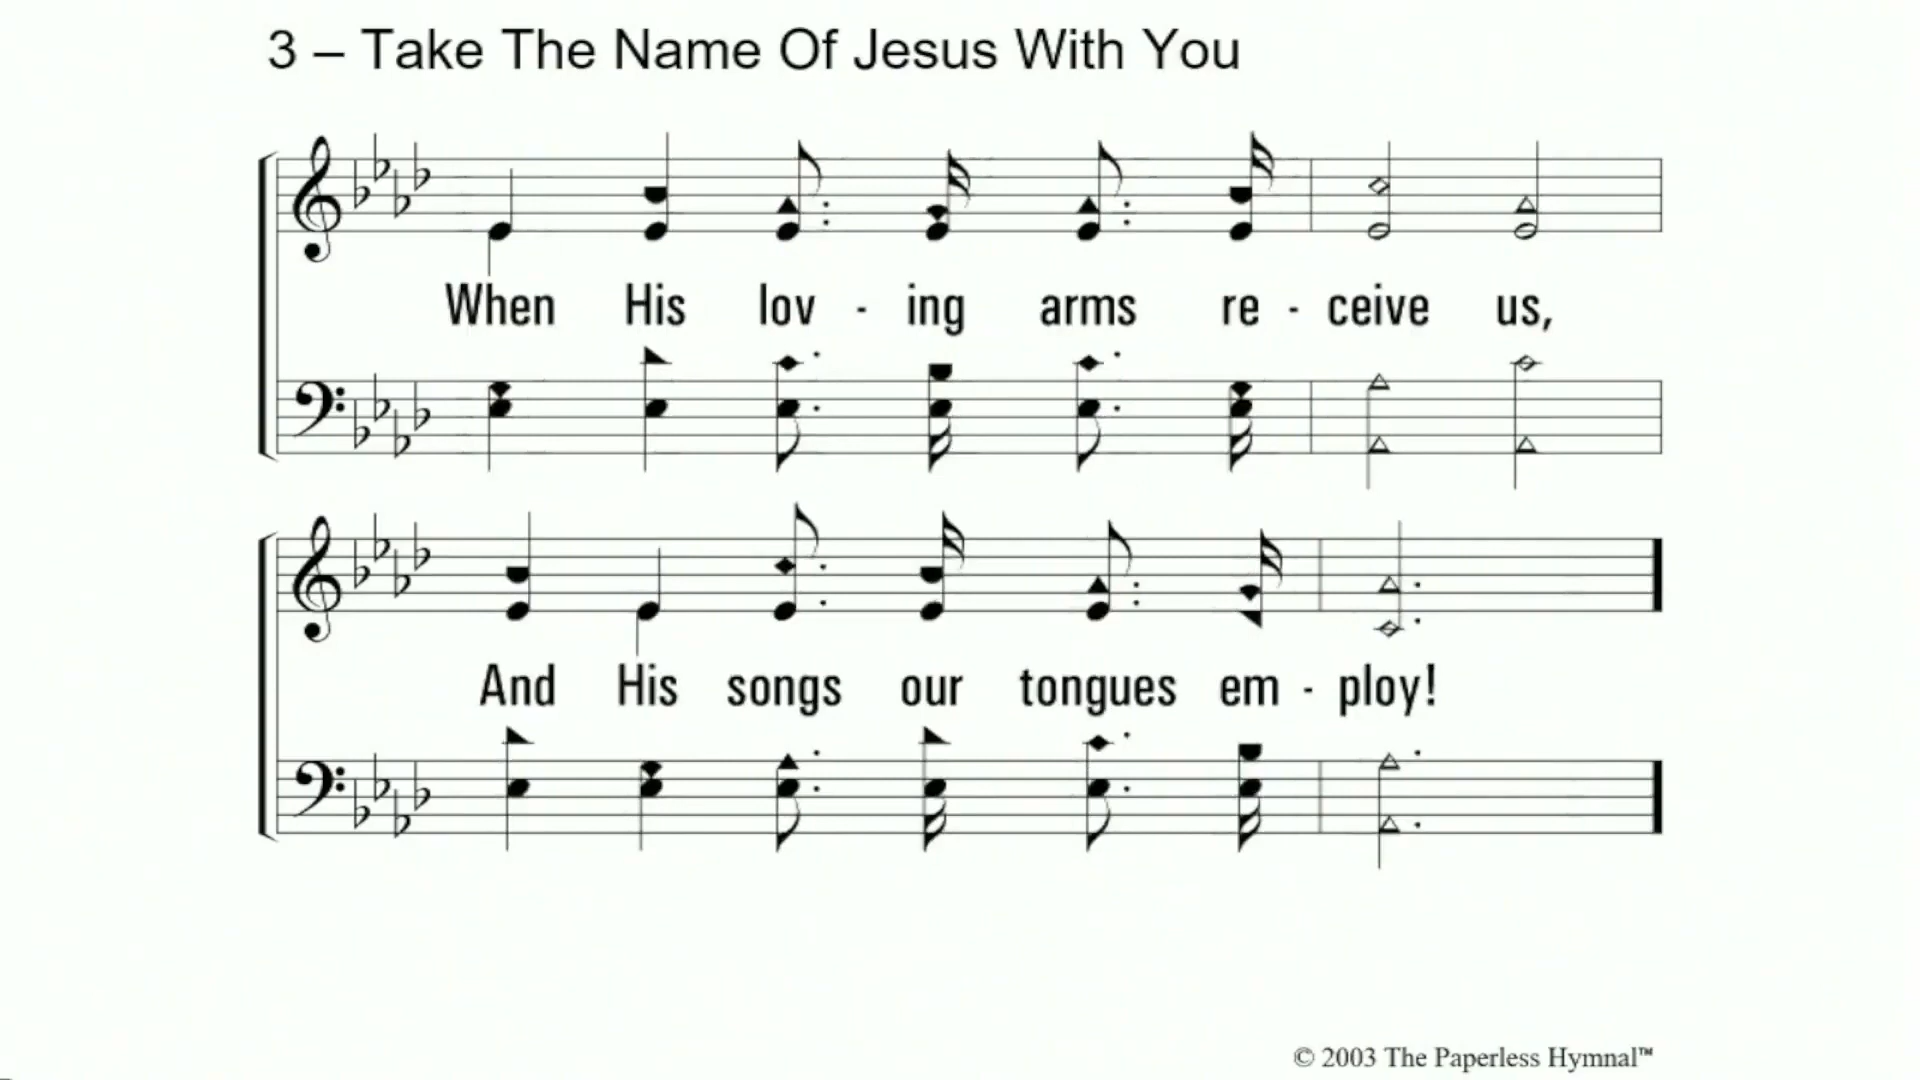 3 – Take The Name Of Jesus With You
When His lov - ing arms re - ceive us,
And His songs our tongues em - ploy!
© 2003 The Paperless Hymnal™